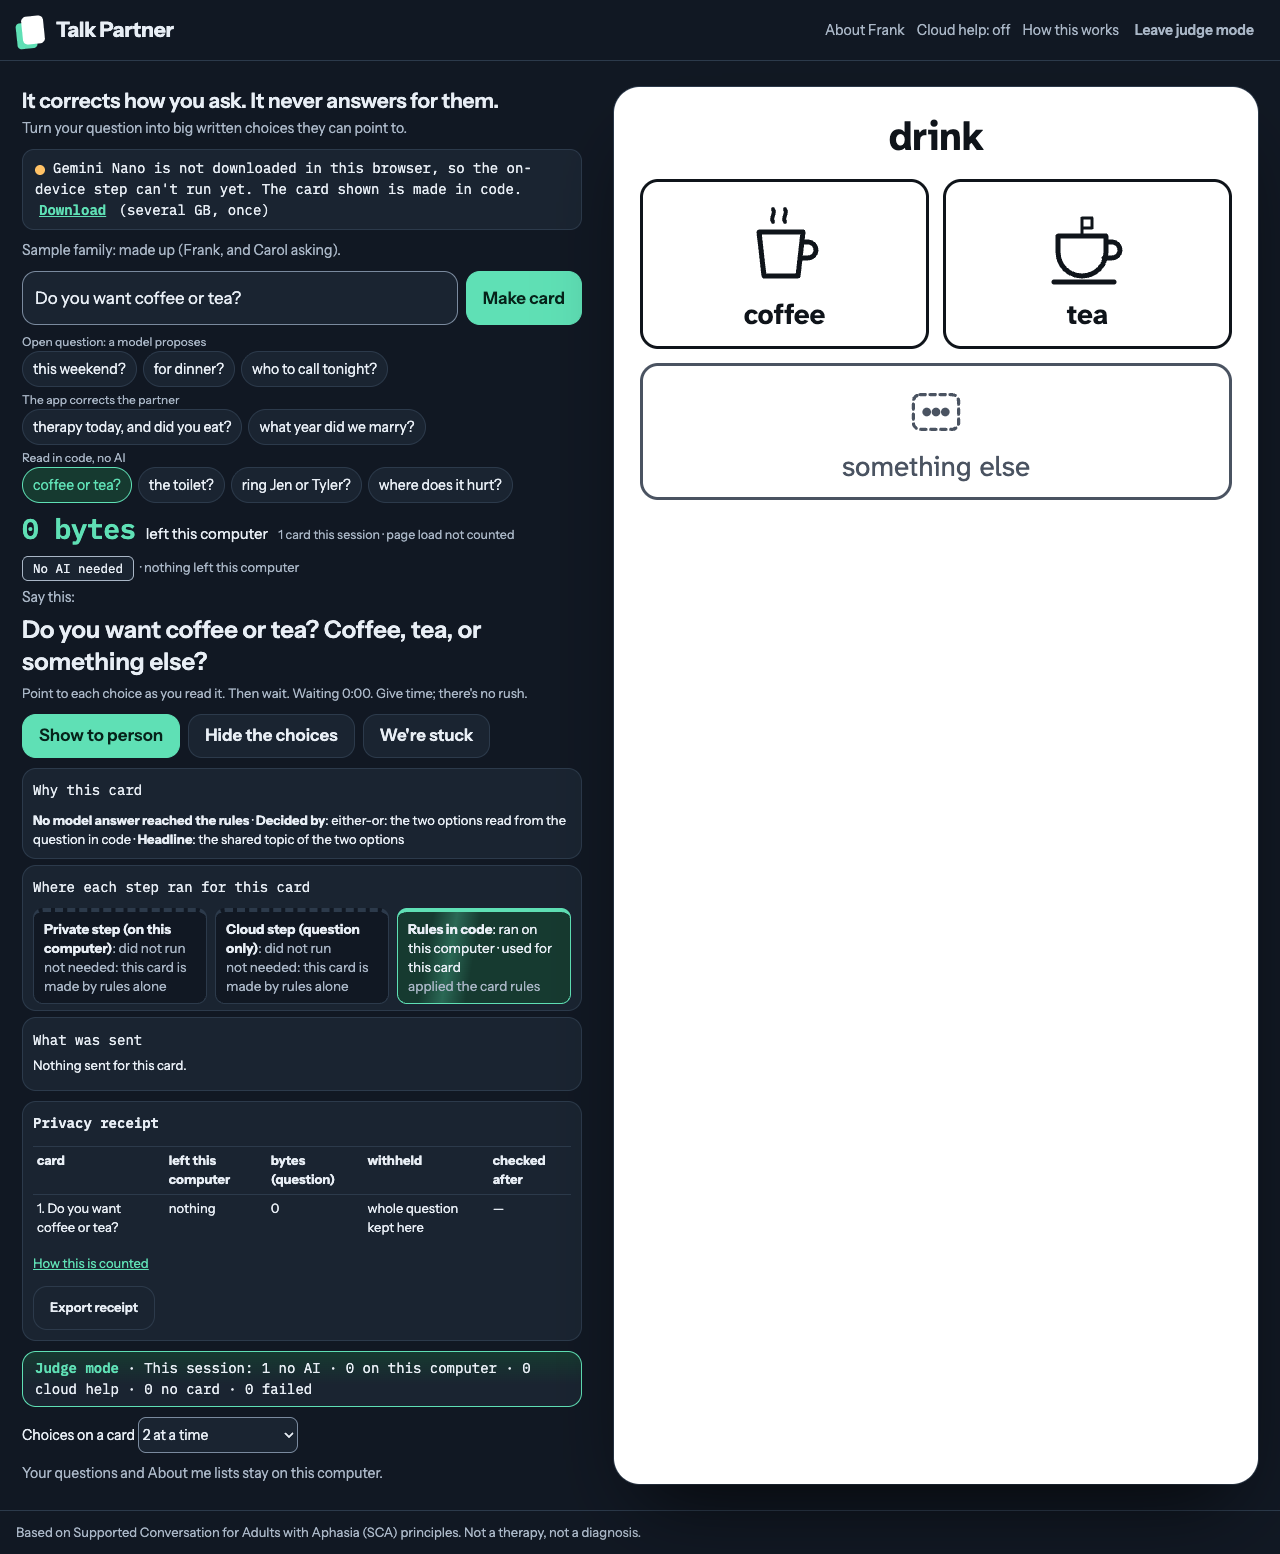 Talk Partner
About Frank
Cloud help: off
How this works
Leave judge mode
It corrects how you ask. It never answers for them.
Turn your question into big written choices they can point to.
Gemini Nano is not downloaded in this browser, so the on-
device step can't run yet. The card shown is made in code.
Download (several GB, once)
Sample family: made up (Frank, and Carol asking).
Do you want coffee or tea?
Make card
Open question: a model proposes
this weekend?
for dinner?
who to call tonight?
The app corrects the partner
therapy today, and did you eat?
what year did we marry?
Read in code, no AI
coffee or tea?
the toilet?
ring Jen or Tyler?
where does it hurt?
0 bytes left this computer 1 card this session · page load not counted
No AI needed · nothing left this computer
Say this:
Do you want coffee or tea? Coffee, tea, or
something else?
Point to each choice as you read it. Then wait. Waiting 0:00. Give time; there's no rush.
Show to person
Hide the choices
We're stuck
Why this card
No model answer reached the rules · Decided by: either-or: the two options read from the
question in code · Headline: the shared topic of the two options
Where each step ran for this card
Private step (on this
computer): did not run
not needed: this card is
made by rules alone
Cloud step (question
only): did not run
not needed: this card is
made by rules alone
Rules in code: ran on
this computer · used for
this card
applied the card rules
What was sent
Nothing sent for this card.
Privacy receipt
card
left this
computer
bytes
(question)
withheld
checked
after
1. Do you want
coffee or tea?
nothing
0
whole question
kept here
—
How this is counted
Export receipt
Judge mode · This session: 1 no AI · 0 on this computer · 0
cloud help · 0 no card · 0 failed
Choices on a card 2 at a time
Your questions and About me lists stay on this computer.
drink
coffee
tea
something else
Based on Supported Conversation for Adults with Aphasia (SCA) principles. Not a therapy, not a diagnosis.